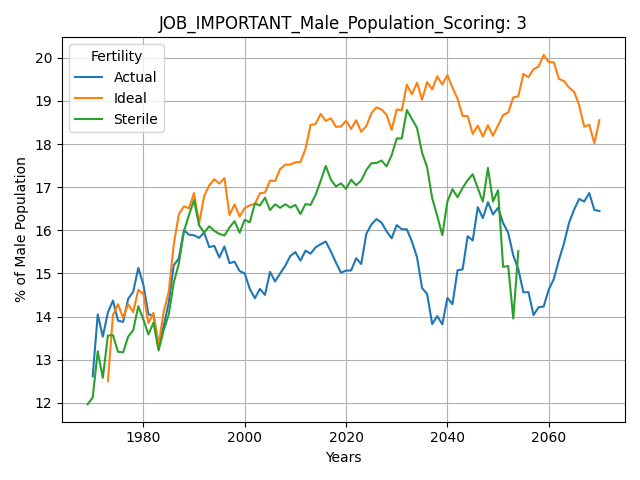 JOB_IMPORTANT_Male_Population_Scoring: 3
Fertility
Actual
Ideal
Sterile
% of Male Population
20
19
18
17
16
15
14
13
12
1980 2000 2020 2040 2060
Years